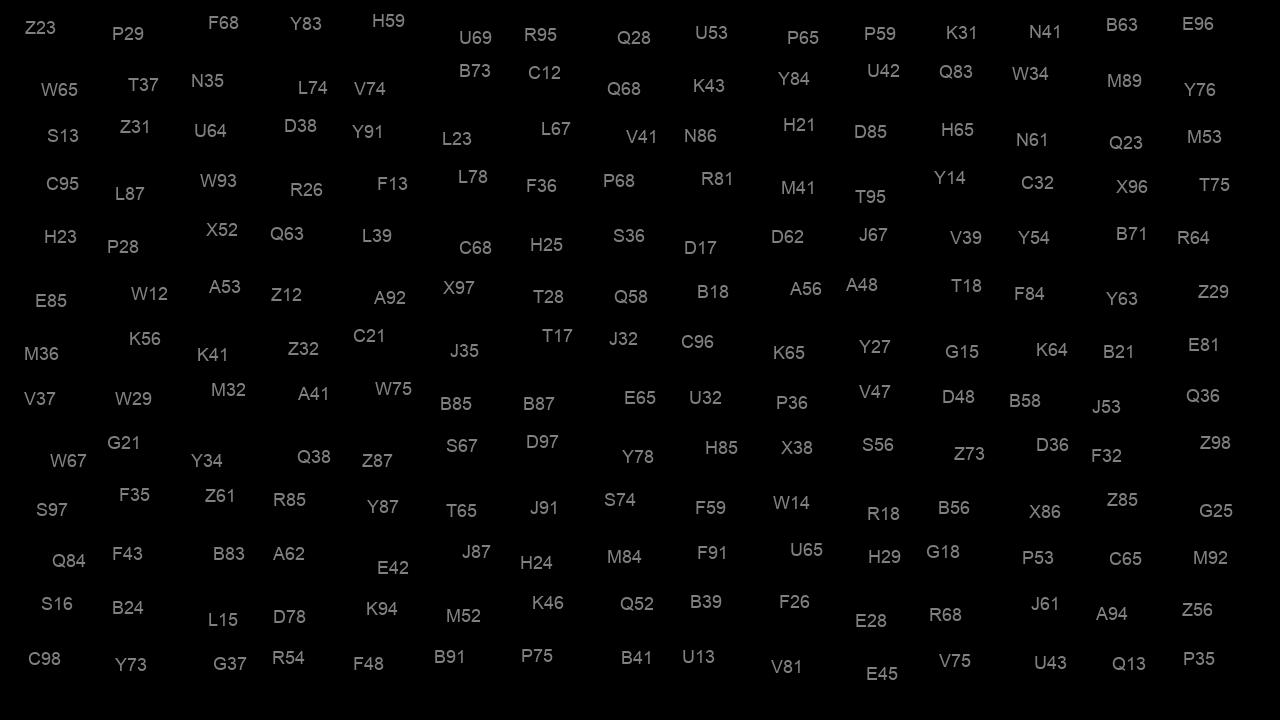 Z23 P29 F68 Y83 H59 U69 R95 Q28 U53 P65 P59 K31 N41 B63 E96
W65 T37 N35 L74 V74 B73 C12 Q68 K43 Y84 U42 Q83 W34 M89 Y76
S13 Z31 U64 D38 Y91 L23 L67 V41 N86 H21 D85 H65 N61 Q23 M53
C95 L87 W93 R26 F13 L78 F36 P68 R81 M41 T95 Y14 C32 X96 T75
H23 P28 X52 Q63 L39 C68 H25 S36 D17 D62 J67 V39 Y54 B71 R64
E85 W12 A53 Z12 A92 X97 T28 Q58 B18 A56 A48 T18 F84 Y63 Z29
M36 K56 K41 Z32 C21 J35 T17 J32 C96 K65 Y27 G15 K64 B21 E81
V37 W29 M32 A41 W75 B85 B87 E65 U32 P36 V47 D48 B58 J53 Q36
W67 G21 Y34 Q38 Z87 S67 D97 Y78 H85 X38 S56 Z73 D36 F32 Z98
S97 F35 Z61 R85 Y87 T65 J91 S74 F59 W14 R18 B56 X86 Z85 G25
Q84 F43 B83 A62 E42 J87 H24 M84 F91 U65 H29 G18 P53 C65 M92
S16 B24 L15 D78 K94 M52 K46 Q52 B39 F26 E28 R68 J61 A94 Z56
C98 Y73 G37 R54 F48 B91 P75 B41 U13 V81 E45 V75 U43 Q13 P35